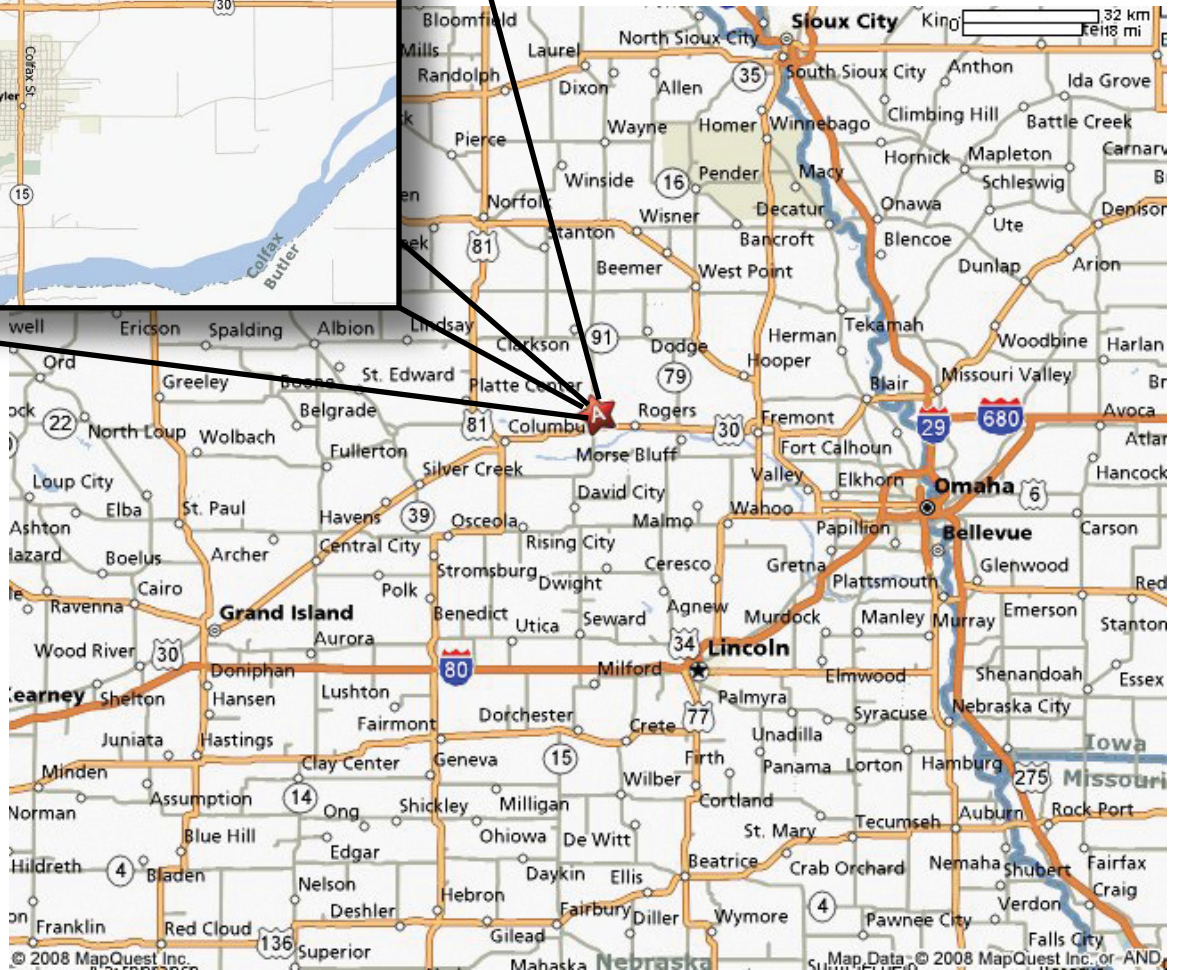 30
Colfax St
yler
15
Colfax
Butler
Bloomfield
Sioux City
32 km
18 mi
Mills
Laurel
North Sioux City
Randolph
Dixon
Allen
35
South Sioux City
Anthon
Ida Grove
Climbing Hill
Battle Creek
Pierce
Wayne
Homer
Winnebago
Hornick
Mapleton
Carnarv
Winside
16
Pender
Macy
Schleswig
Norfolk
Wisner
Decatur
Onawa
Ute
Denison
81
Stanton
Bancroft
Blencoe
Beemer
West Point
Dunlap
Arion
well
Ericson
Spalding
Albion
Lindsay
Clarkson
91
Dodge
Herman
Tekamah
Woodbine
Harlan
Ord
Greeley
Boone
St. Edward
Platte Center
79
Hooper
Blair
Missouri Valley
Br
ock
22
North Loup
Wolbach
Belgrade
81
Columbu
A
Rogers
30
Fremont
29
680
Avoca
Fullerton
Silver Creek
Morse Bluff
Fort Calhoun
Atlan
Loup City
Valley
Elkhorn
Omaha
6
Hancock
Elba
St. Paul
Havens
39
Osceola
David City
Malmo
Wahoo
Papillion
Bellevue
Carson
Ashton
Boelus
Archer
Central City
Rising City
Ceresco
Gretna
Glenwood
Cairo
Polk
Stromsburg
Dwight
Plattsmouth
Red
Ravenna
Grand Island
Benedict
Utica
Seward
Agnew
Murdock
Manley
Murray
Emerson
Stanton
Wood River
30
Aurora
34
Lincoln
Doniphan
80
Milford
Elmwood
Shenandoah
Essex
Kearney
Shelton
Hansen
Lushton
Palmyra
Fairmont
Dorchester
Crete
77
Syracuse
Nebraska City
Juniata
Hastings
Unadilla
Iowa
Minden
Clay Center
Geneva
15
Firth
Panama
Lorton
Hamburg
275
Missouri
Wilber
Norman
Assumption
14
Ong
Shickley
Milligan
Cortland
Auburn
Rock Port
Blue Hill
Ohiowa
De Witt
St. Mary
Tecumseh
Edgar
Hildreth
4
Bladen
Daykin
Ellis
Beatrice
Crab Orchard
Nemaha
Shubert
Fairfax
Nelson
Hebron
Craig
Deshler
Fairbury
Diller
Wymore
4
Pawnee City
Verdon
Franklin
Red Cloud
136
Superior
Gilead
Falls City
© 2008 MapQuest Inc.
Mahaska
Nebraska
Map Data © 2008 MapQuest Inc. or AND